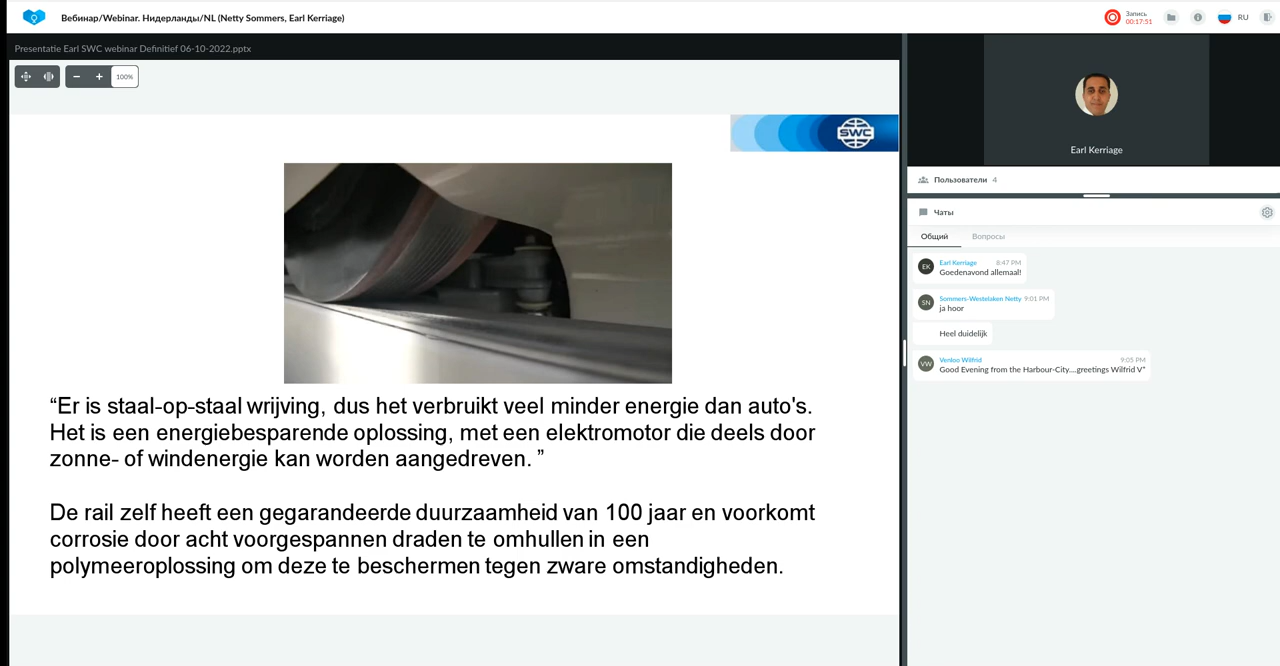 Вебинар/Webinar. Нидерланды/NL (Netty Sommers, Earl Kerriage)
Запись
00:17:51
RU
Presentatie Earl SWC webinar Definitief 06-10-2022.pptx
100%
SWC
“Er is staal-op-staal wrijving, dus het verbruikt veel minder energie dan auto's.
Het is een energiebesparende oplossing, met een elektromotor die deels door
zonne- of windenergie kan worden aangedreven. ”
De rail zelf heeft een gegarandeerde duurzaamheid van 100 jaar en voorkomt
corrosie door acht voorgespannen draden te omhullen in een
polymeeroplossing om deze te beschermen tegen zware omstandigheden.
Earl Kerriage
Пользователи 4
Чаты
Общий Вопросы
EK
Earl Kerriage 8:47 PM
Goedenavond allemaal!
SN
Sommers-Westelaken Netty 9:01 PM
ja hoor
Heel duidelijk
VW
Venloo Wilfrid 9:05 PM
Good Evening from the Harbour-City....greetings Wilfrid V"